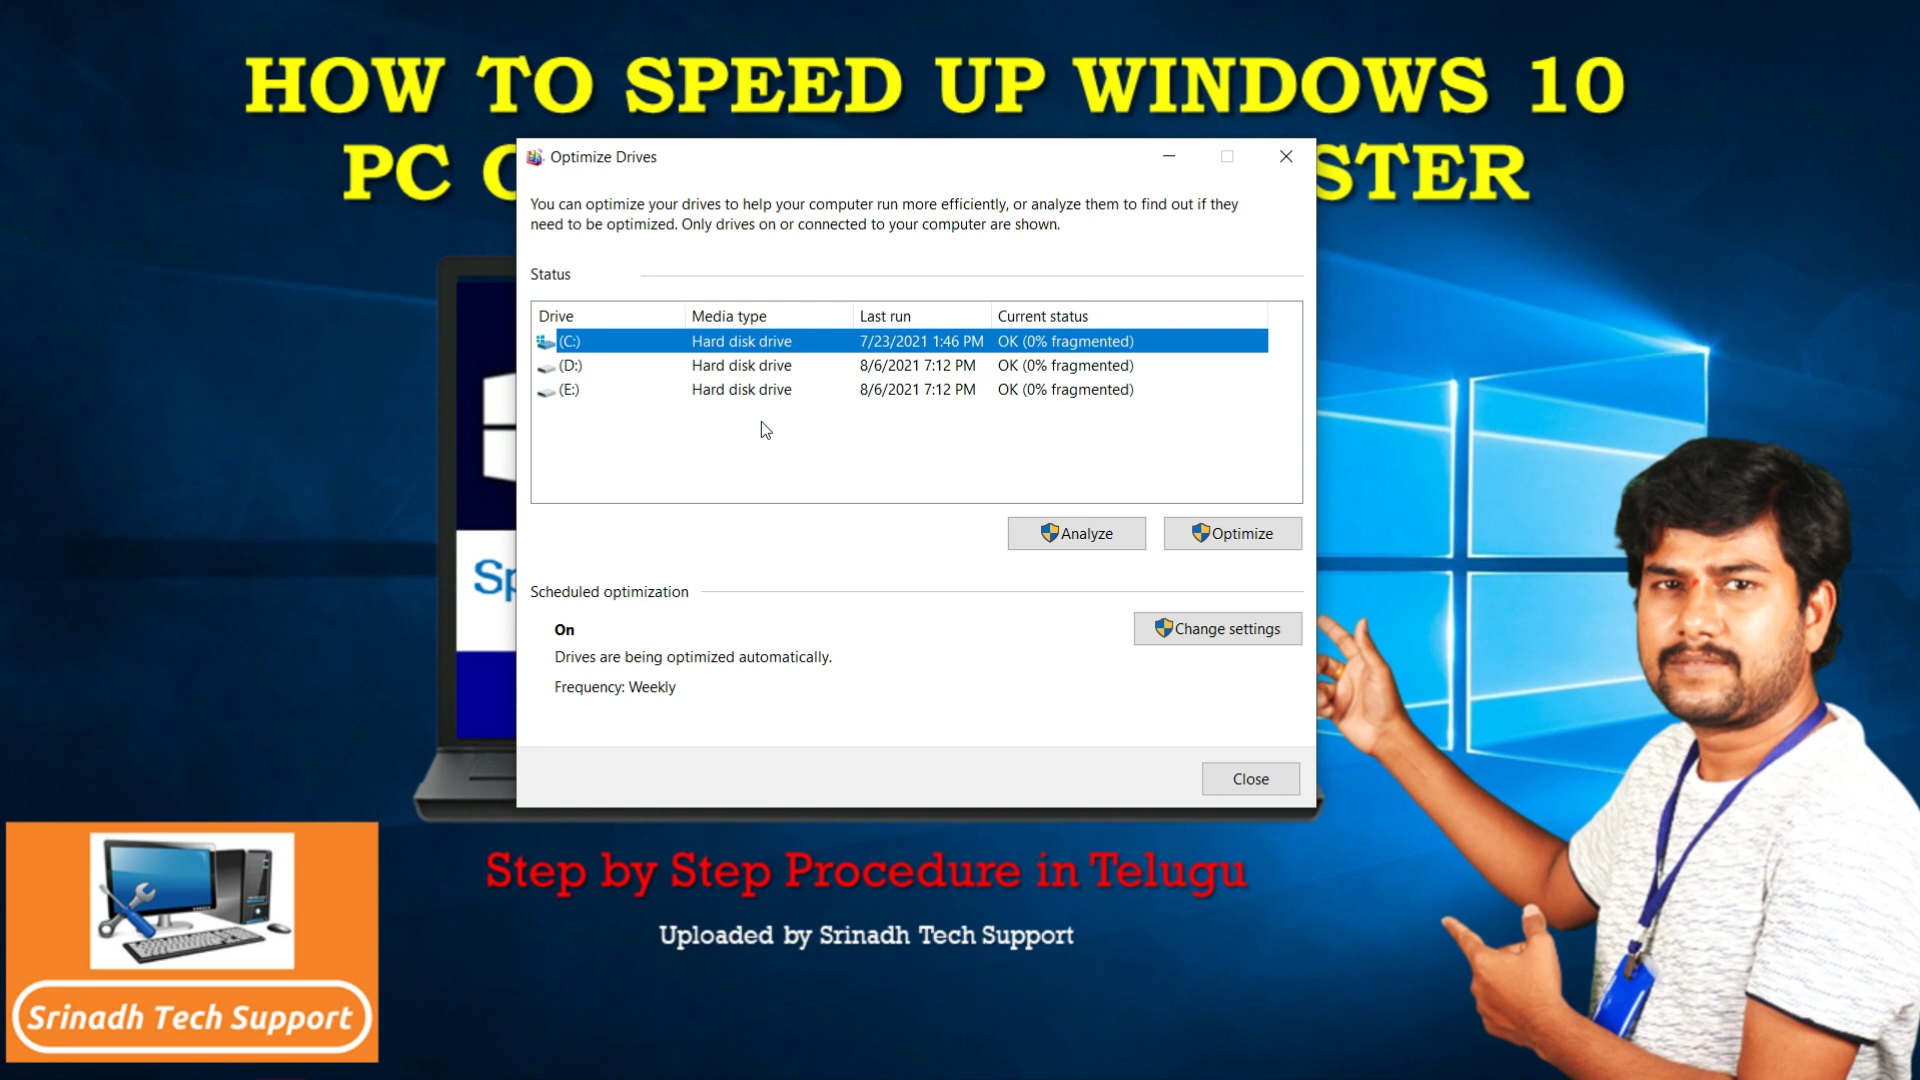 HOW TO SPEED UP WINDOWS 10
PC
STER
Optimize Drives
You can optimize your drives to help your computer run more efficiently, or analyze them to find out if they
need to be optimized. Only drives on or connected to your computer are shown.
Status
Drive Media type Last run Current status
(C:) Hard disk drive 7/23/2021 1:46 PM OK (0% fragmented)
(D:) Hard disk drive 8/6/2021 7:12 PM OK (0% fragmented)
(E:) Hard disk drive 8/6/2021 7:12 PM OK (0% fragmented)
Analyze Optimize
Sp
Scheduled optimization
On
Change settings
Drives are being optimized automatically.
Frequency: Weekly
Close
Step by Step Procedure in Telugu
Uploaded by Srinadh Tech Support
Srinadh Tech Support